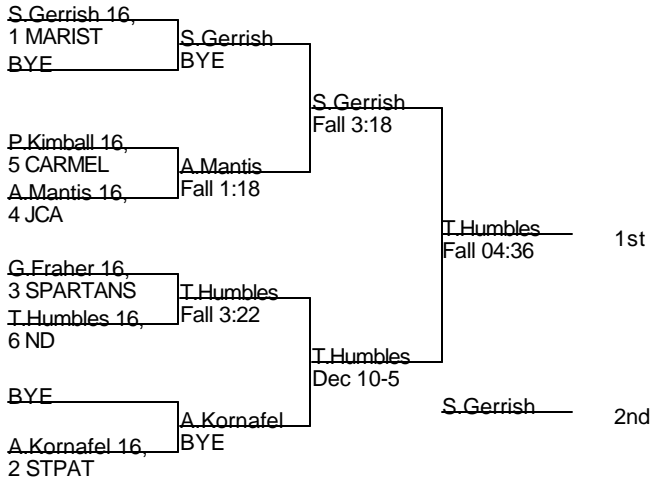 S.Gerrish 16,
1 MARIST
BYE
S.Gerrish
BYE
P.Kimball 16,
5 CARMEL
A.Mantis 16,
4 JCA
A.Mantis
Fall 1:18
S.Gerrish
Fall 3:18
G.Fraher 16,
3 SPARTANS
T.Humbles 16,
6 ND
T.Humbles
Fall 3:22
BYE
A.Kornafel 16,
2 STPAT
A.Kornafel
BYE
T.Humbles
Dec 10-5
T.Humbles
Fall 04:36
1st
S.Gerrish
2nd